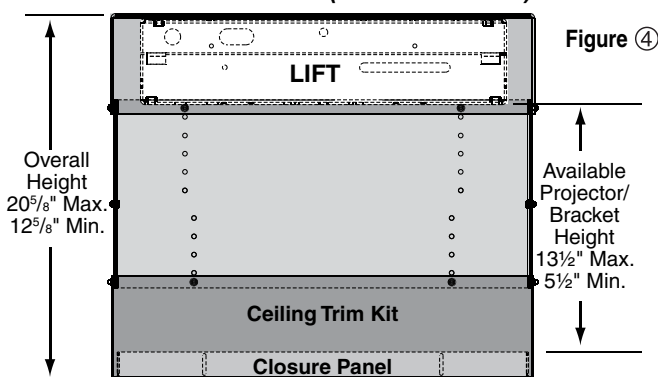 Figure ④
LIFT
Overall
Height
20⁵/₈" Max.
12⁵/₈" Min.
Available
Projector/
Bracket
Height
13½" Max.
5½" Min.
Ceiling Trim Kit
Closure Panel